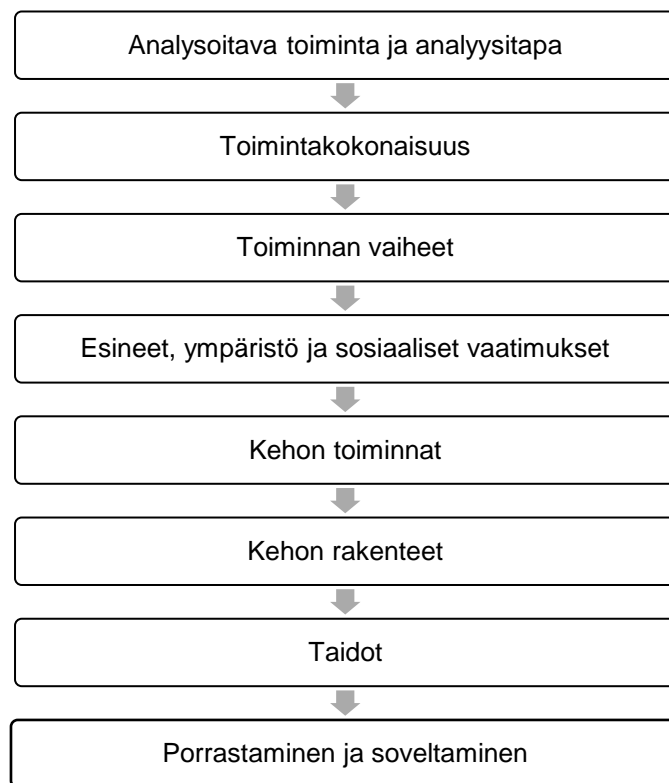 Analysoitava toiminta ja analyysitapa
Toimintakokonaisuus
Toiminnan vaiheet
Esineet, ympäristö ja sosiaaliset vaatimukset
Kehon toiminnat
Kehon rakenteet
Taidot
Porrastaminen ja soveltaminen